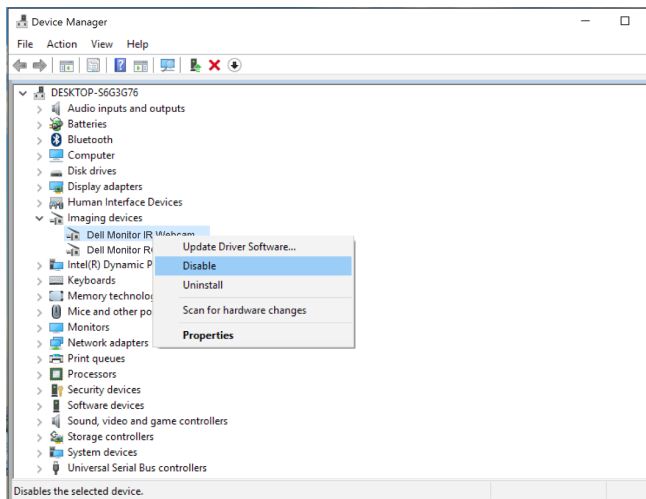 Device Manager
File Action View Help
DESKTOP-S6G3G76
Audio inputs and outputs
Batteries
Bluetooth
Computer
Disk drives
Display adapters
Human Interface Devices
Imaging devices
Dell Monitor IR Webcam
Dell Monitor
Intel(R) Dynamic
Keyboards
Memory
Mice and other
Monitors
Network adapters
Print queues
Processors
Security devices
Software devices
Sound, video and game controllers
Storage controllers
System devices
Universal Serial Bus controllers
Update Driver Software...
Disable
Uninstall
Scan for hardware changes
Properties
Disables the selected device.